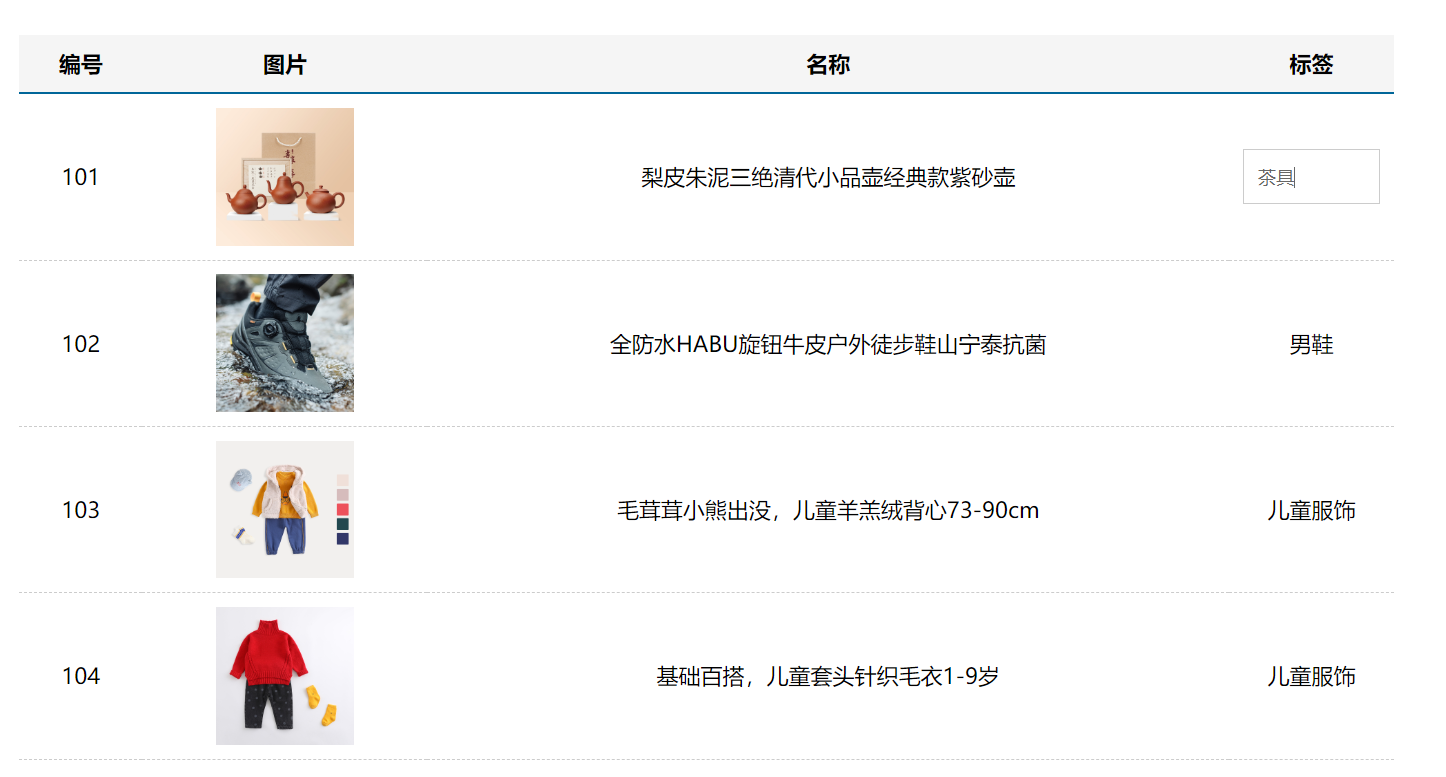 编号 图片 名称 标签
101 梨皮朱泥三绝清代小品壶经典款紫砂壶 茶具
102 全防水HABU旋钮牛皮户外徒步鞋山宁泰抗菌 男鞋
103 毛茸茸小熊出没，儿童羊羔绒背心73-90cm 儿童服饰
104 基础百搭，儿童套头针织毛衣1-9岁 儿童服饰